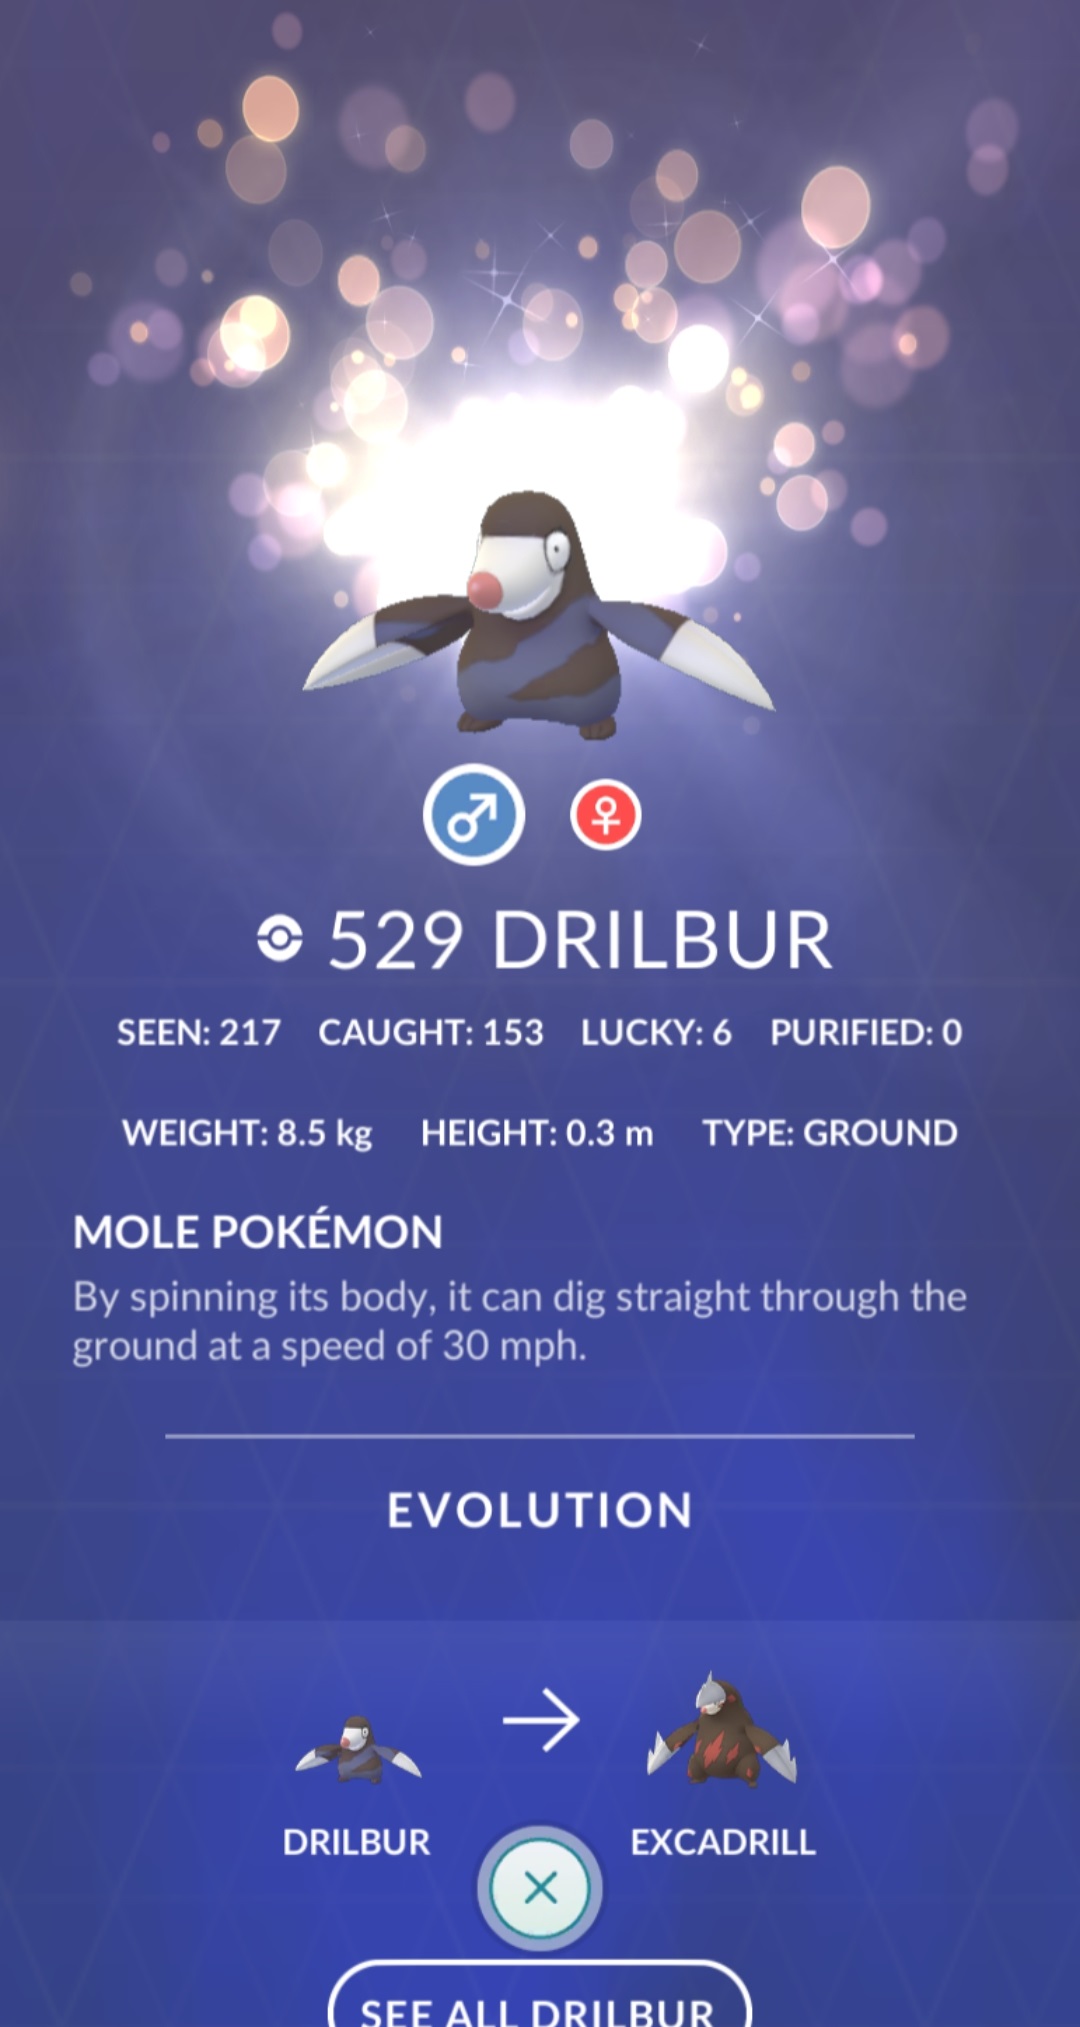 529 DRILBUR
SEEN: 217 CAUGHT: 153 LUCKY: 6 PURIFIED: 0
WEIGHT: 8.5 kg HEIGHT: 0.3 m TYPE: GROUND
MOLE POKÉMON
By spinning its body, it can dig straight through the
ground at a speed of 30 mph.
EVOLUTION
DRILBUR EXCADRILL
SEE ALL DRILBUR